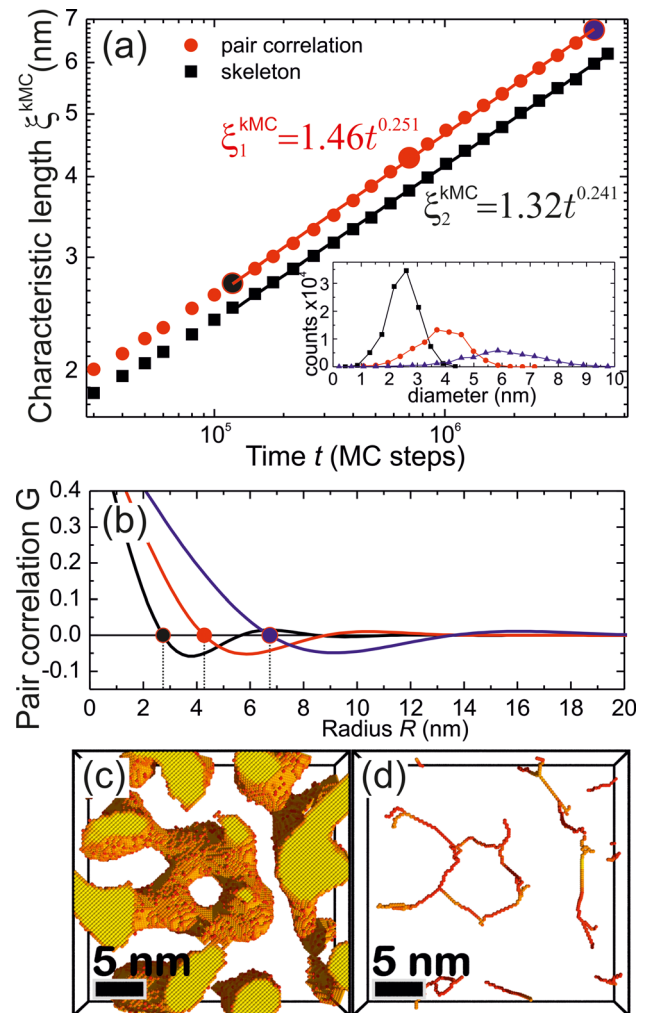 (a)
pair correlation
skeleton
ξ₁ᵏᴹᶜ=1.46t⁰·²⁵¹
ξ₂ᵏᴹᶜ=1.32t⁰·²⁴¹
Characteristic length ξᵏᴹᶜ(nm)
7
6
5
4
3
2
counts x10⁴
3
2
1
0
0 1 2 3 4 5 6 7 8 9 10
diameter (nm)
10⁵ 10⁶
Time t (MC steps)
(b)
Pair correlation G
0.4
0.3
0.2
0.1
0.0
-0.1
0 2 4 6 8 10 12 14 16 18 20
Radius R (nm)
(c) (d)
5 nm 5 nm